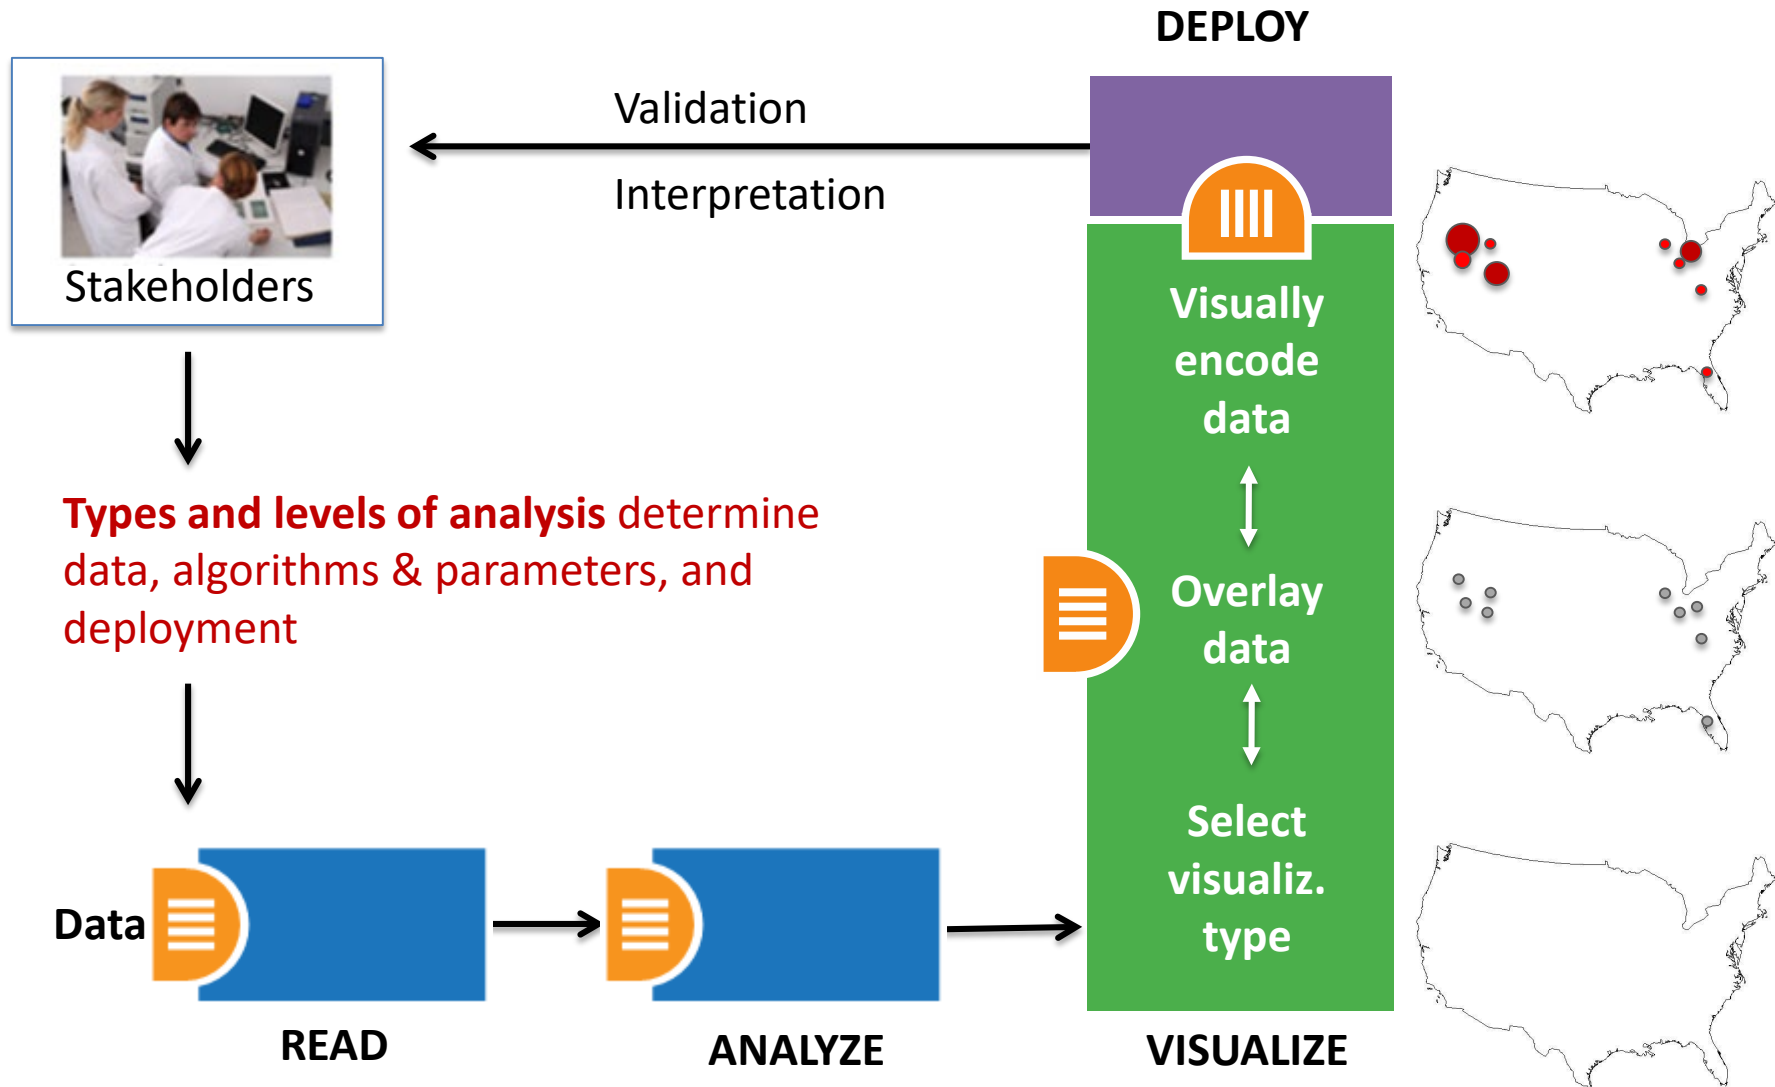 DEPLOY
Validation
Interpretation
Stakeholders
Types and levels of analysis determine
data, algorithms & parameters, and
deployment
Visually
encode
data
Overlay
data
Select
visualiz.
type
Data
READ
ANALYZE
VISUALIZE